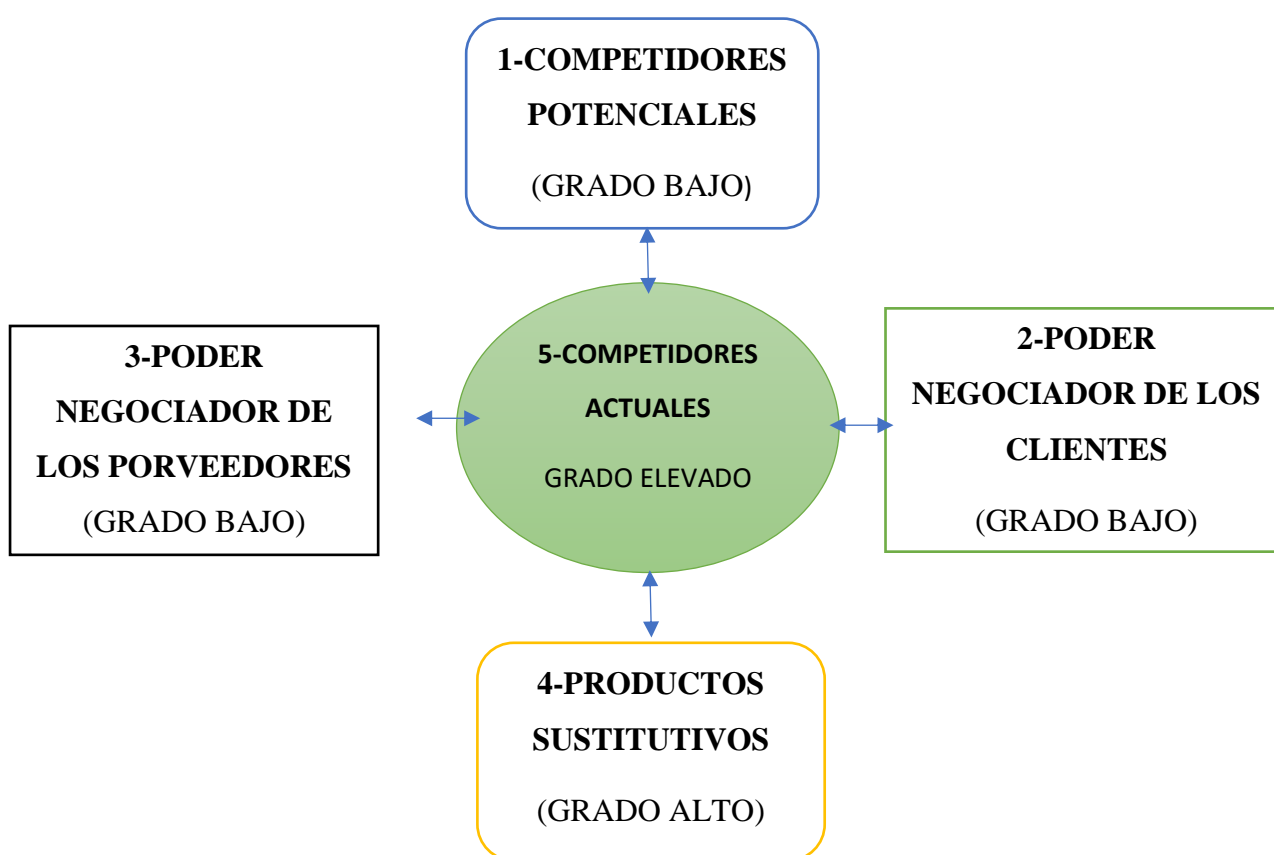 1-COMPETIDORES
POTENCIALES
(GRADO BAJO)
3-PODER
NEGOCIADOR DE
LOS PORVEEDORES
(GRADO BAJO)
5-COMPETIDORES
ACTUALES
GRADO ELEVADO
2-PODER
NEGOCIADOR DE LOS
CLIENTES
(GRADO BAJO)
4-PRODUCTOS
SUSTITUTIVOS
(GRADO ALTO)